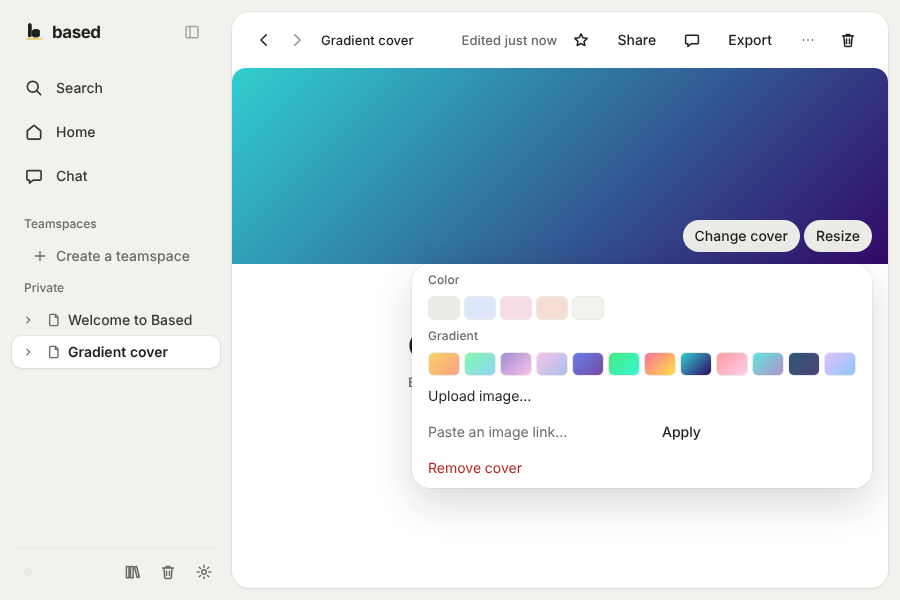 based
Search
Home
Chat
Teamspaces
Create a teamspace
Private
Welcome to Based
Gradient cover
Gradient cover
Edited just now
Share
Export
Change cover
Resize
Color
Gradient
Upload image...
Paste an image link...
Apply
Remove cover